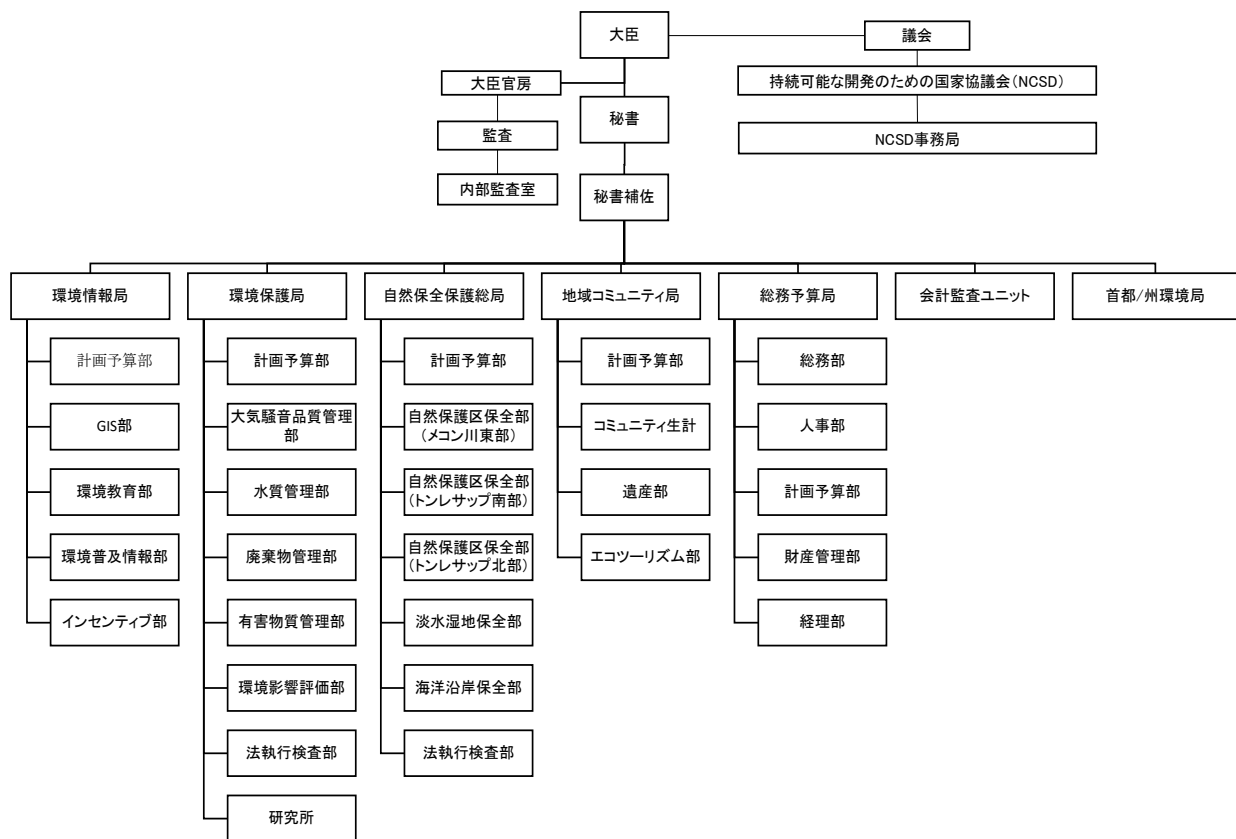 大臣
議会
大臣官房
持続可能な開発のための国家協議会（NCSD）
秘書
監査
NCSD事務局
内部監査室
秘書補佐
環境情報局
環境保護局
自然保全保護総局
地域コミュニティ局
総務予算局
会計監査ユニット
首都/州環境局
計画予算部
GIS部
環境教育部
環境普及情報部
インセンティブ部
計画予算部
大気騒音品質管理
部
水質管理部
廃棄物管理部
有害物質管理部
環境影響評価部
法執行検査部
研究所
計画予算部
自然保護区保全部
（メコン川東部）
自然保護区保全部
（トンレサップ南部）
自然保護区保全部
（トンレサップ北部）
淡水湿地保全部
海洋沿岸保全部
法執行検査部
計画予算部
コミュニティ生計
遺産部
エコツーリズム部
総務部
人事部
計画予算部
財産管理部
経理部